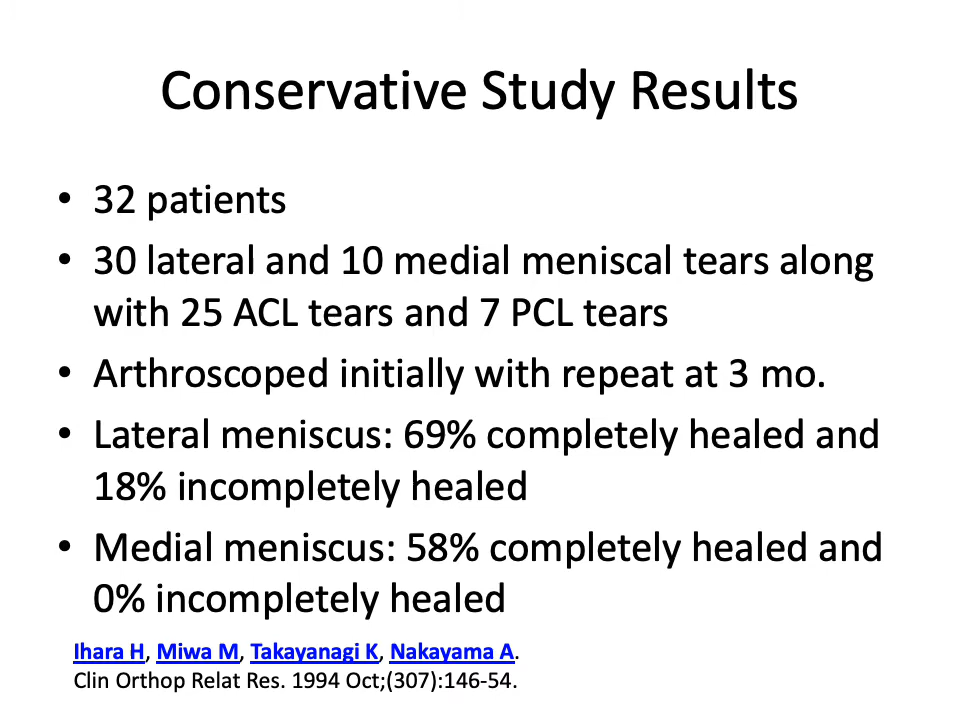 Conservative Study Results
• 32 patients
• 30 lateral and 10 medial meniscal tears along
with 25 ACL tears and 7 PCL tears
• Arthroscoped initially with repeat at 3 mo.
• Lateral meniscus: 69% completely healed and
18% incompletely healed
• Medial meniscus: 58% completely healed and
0% incompletely healed
Ihara H, Miwa M, Takayanagi K, Nakayama A.
Clin Orthop Relat Res. 1994 Oct;(307):146-54.